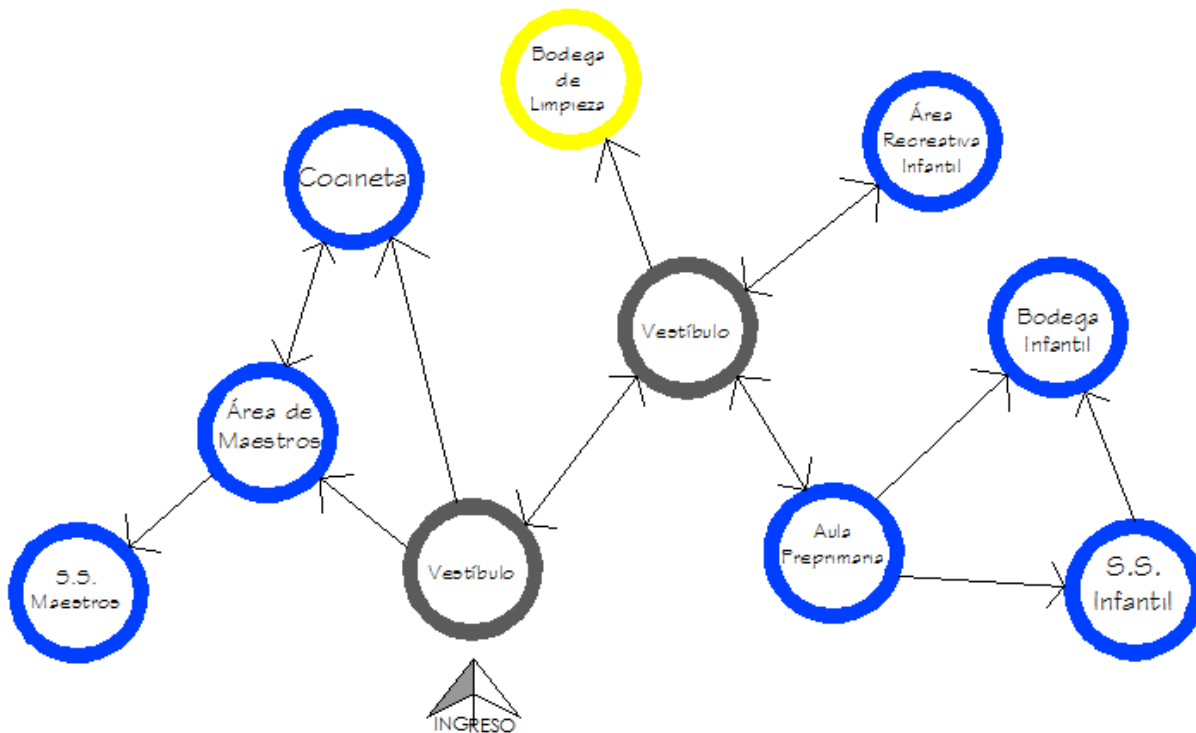 Bodega
de
Limpieza
Área
Recreativa
Infantil
Cocineta
Vestíbulo
Bodega
Infantil
Área de
Maestros
Aula
Preprimaria
S.S.
Maestros
Vestíbulo
S.S.
Infantil
INGRESO